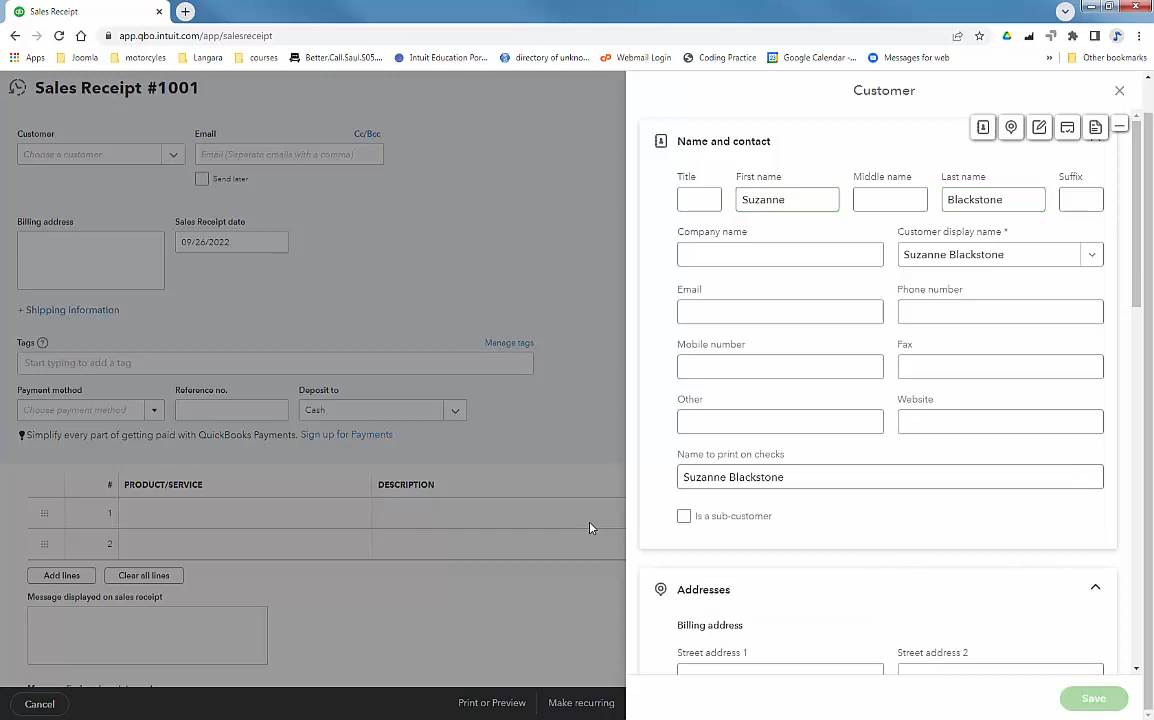 Sales Receipt
app.qbo.intuit.com/app/salesreceipt
Apps Joomla motorcyles Langara courses Better.Call.Saul.S05.... Intuit Education Por... directory of unkno... Webmail Login Coding Practice Google Calendar -... Messages for web » Other bookmarks
Sales Receipt #1001
Customer Email Cc/Bcc
Choose a customer Email (Separate emails with a comma)
Send later
Billing address Sales Receipt date
09/26/2022
+ Shipping Information
Tags ? Manage tags
Start typing to add a tag
Payment method Reference no. Deposit to
Choose payment method Cash
Simplify every part of getting paid with QuickBooks Payments. Sign up for Payments
# PRODUCT/SERVICE DESCRIPTION
1
2
Add lines Clear all lines
Message displayed on sales receipt
Cancel Print or Preview Make recurring
Customer
Name and contact
Title First name Middle name Last name Suffix
Suzanne Blackstone
Company name Customer display name *
Suzanne Blackstone
Email Phone number
Mobile number Fax
Other Website
Name to print on checks
Suzanne Blackstone
Is a sub-customer
Addresses
Billing address
Street address 1 Street address 2
Save